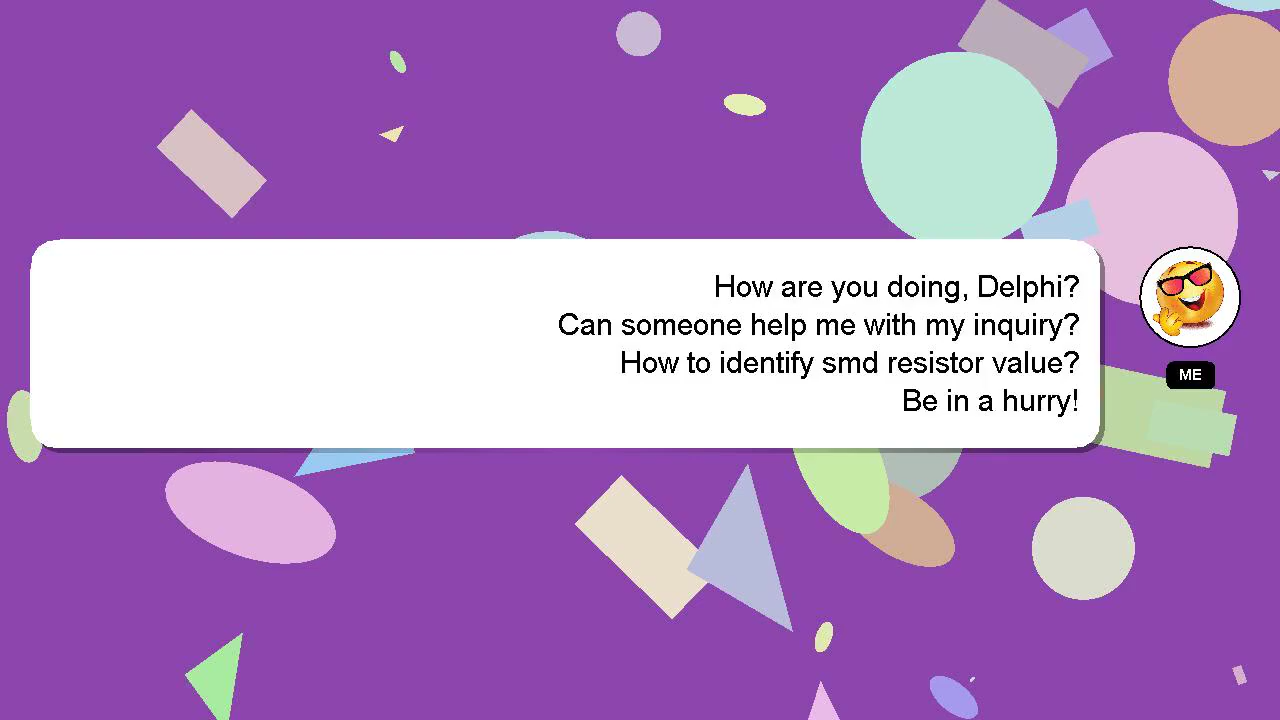 How are you doing, Delphi?
Can someone help me with my inquiry?
How to identify smd resistor value?
Be in a hurry!
ME